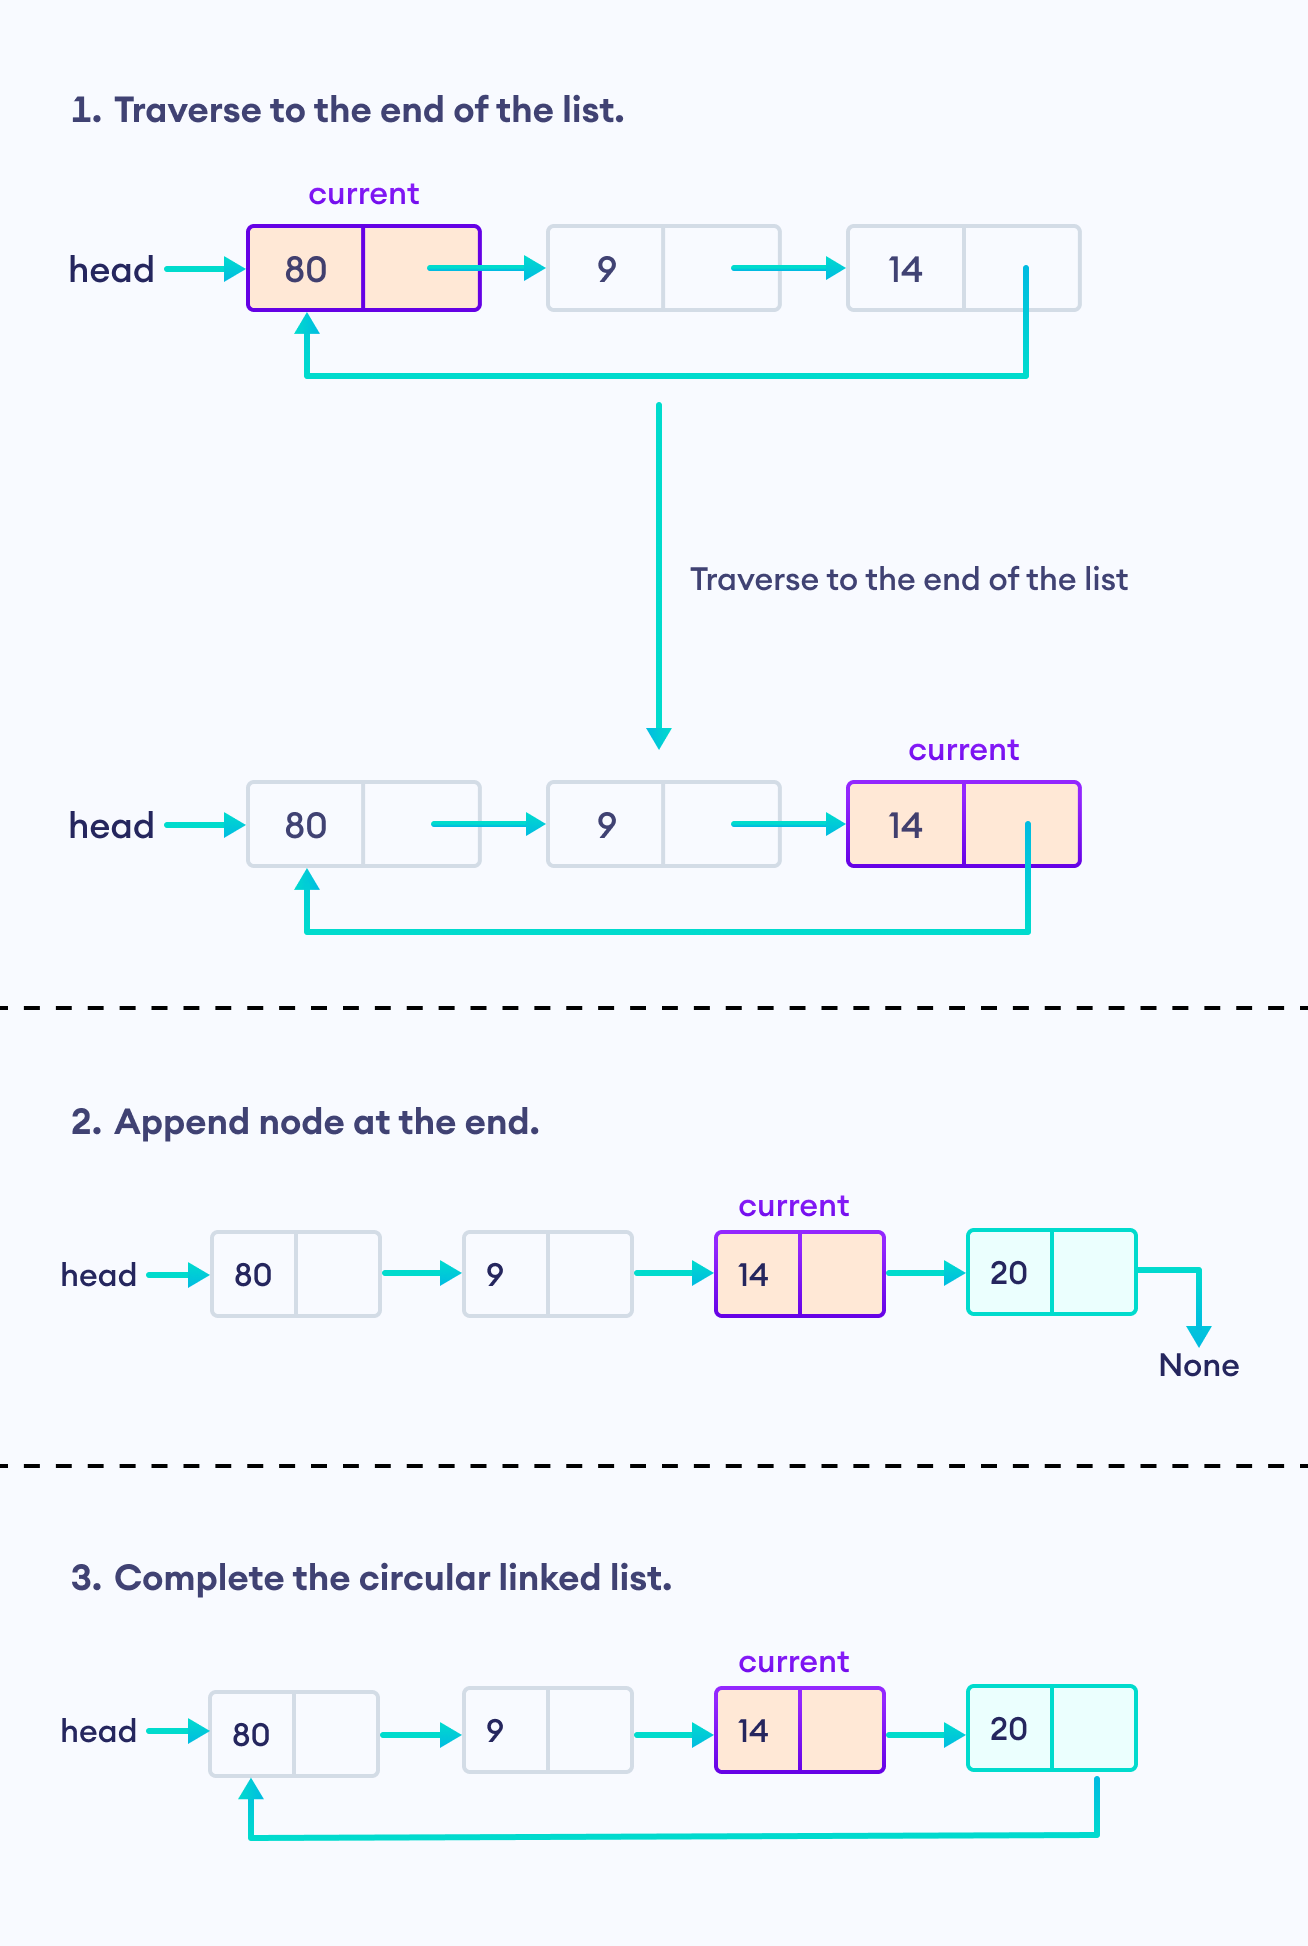 1. Traverse to the end of the list.
current
head 80 9 14
Traverse to the end of the list
current
head 80 9 14
2. Append node at the end.
current
head 80 9 14 20
None
3. Complete the circular linked list.
current
head 80 9 14 20